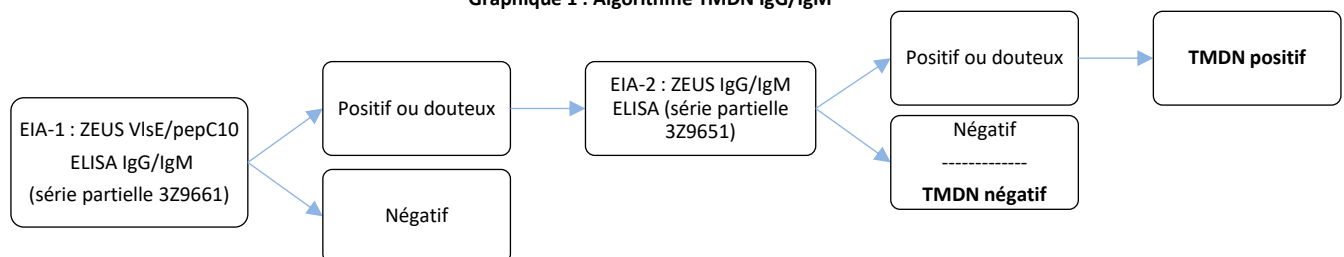 Graphique 1 : Algorithme TMDN IgG/IgM
EIA-1 : ZEUS VlsE/pepC10
ELISA IgG/IgM
(série partielle 3Z9661)
Positif ou douteux
Négatif
EIA-2 : ZEUS IgG/IgM
ELISA (série partielle
3Z9651)
Positif ou douteux
Négatif
-------------
TMDN négatif
TMDN positif